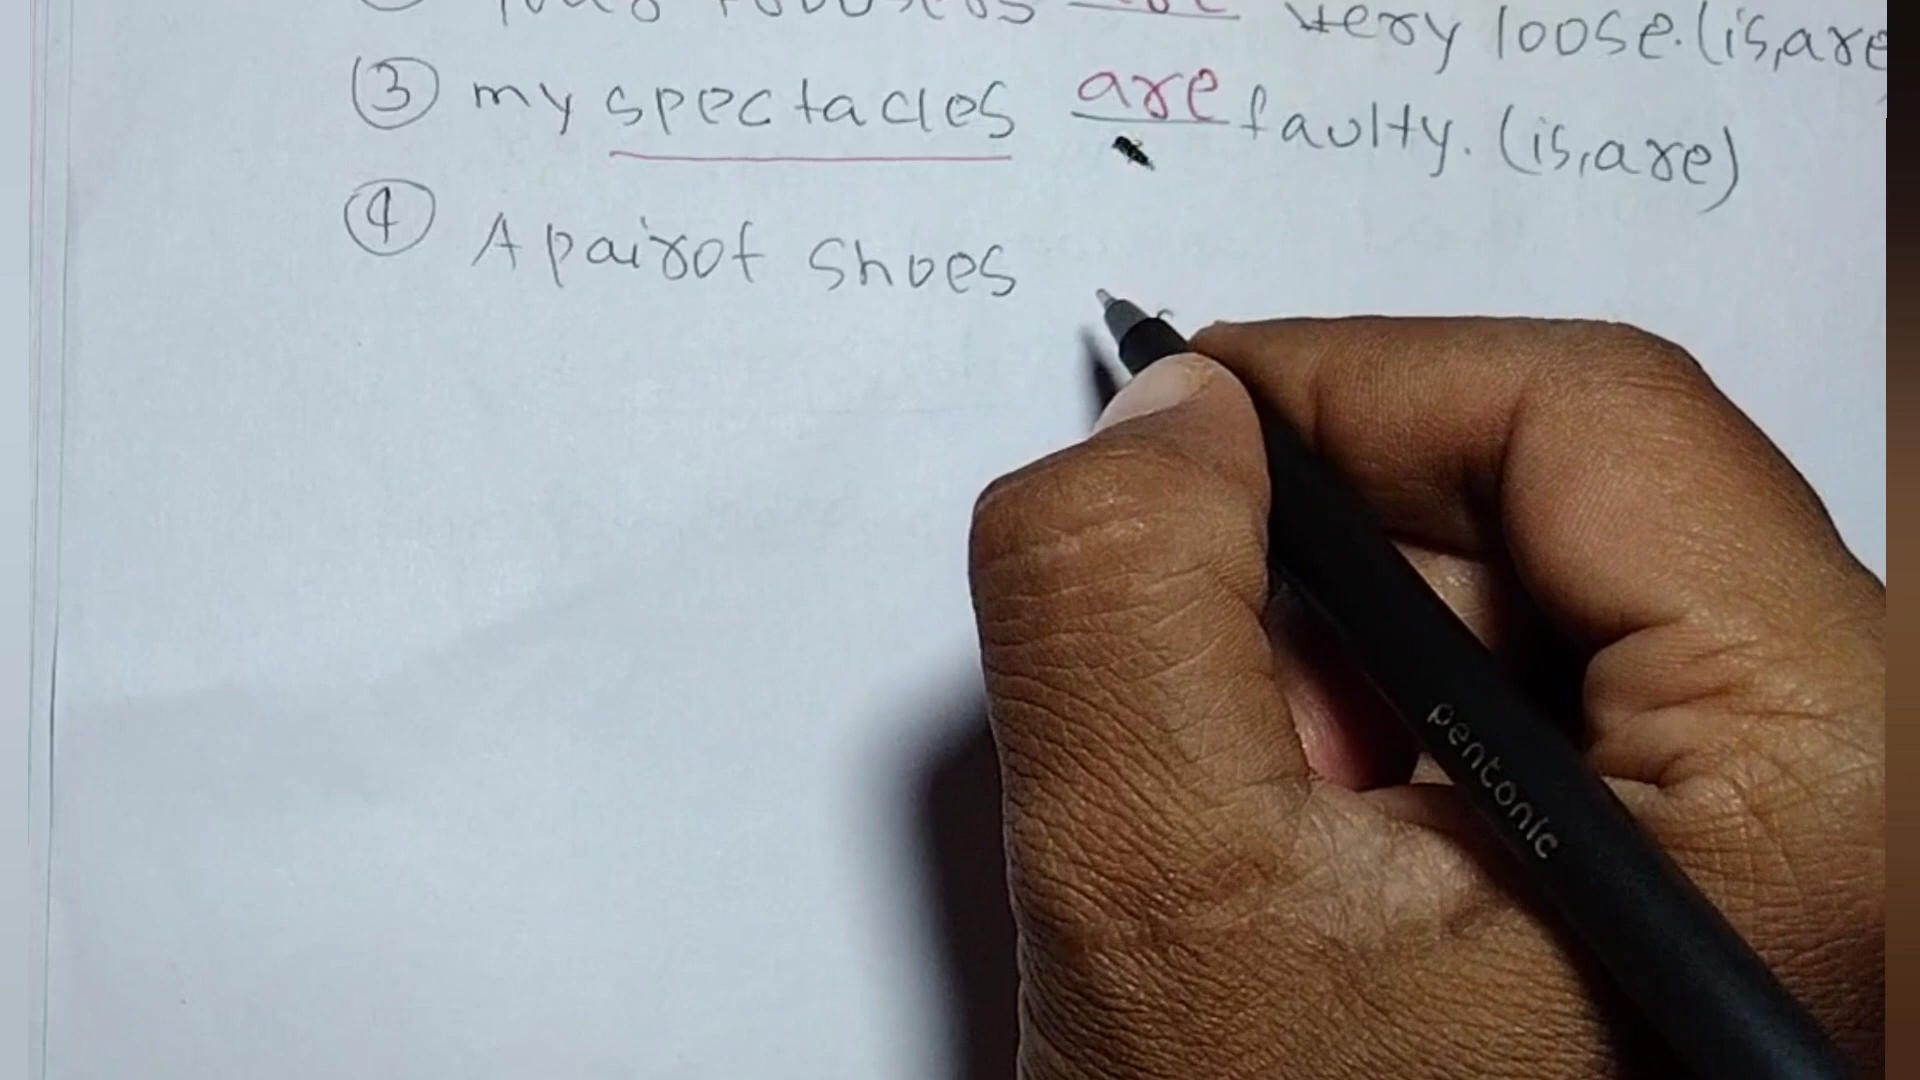 very loose. (is, are
③ my spectacles are faulty. (is, are)
④ A pair of shoes
pentonic